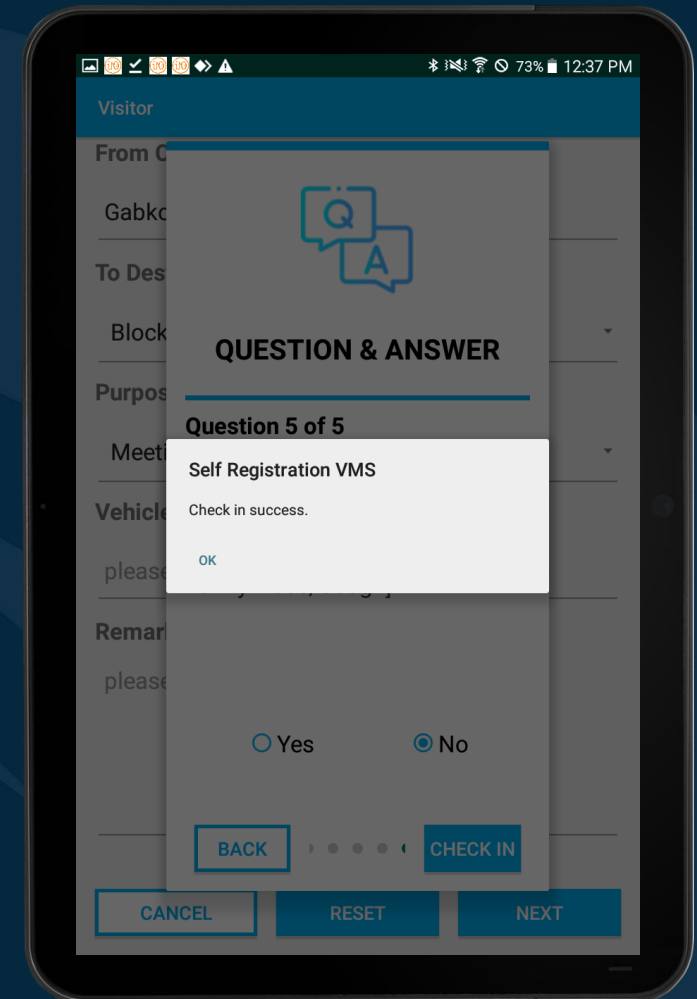 73% 12:37 PM
Visitor
From
Gabko
To Des
Block
Purpos
Meeti
Vehicle
please
Remar
please
Q
A
QUESTION & ANSWER
Question 5 of 5
Self Registration VMS
Check in success.
OK
Yes
No
BACK
CHECK IN
CANCEL
RESET
NEXT